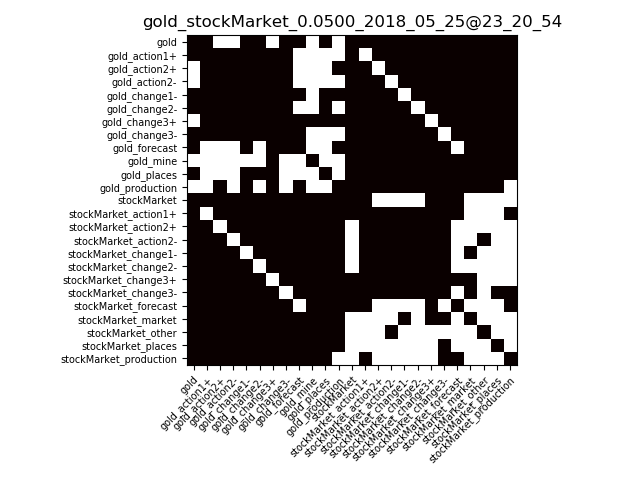 gold_stockMarket_0.0500_2018_05_25@23_20_54
gold
gold_action1+
gold_action2+
gold_action2-
gold_change1-
gold_change2-
gold_change3+
gold_change3-
gold_forecast
gold_mine
gold_places
gold_production
stockMarket
stockMarket_action1+
stockMarket_action2+
stockMarket_action2-
stockMarket_change1-
stockMarket_change2-
stockMarket_change3+
stockMarket_change3-
stockMarket_forecast
stockMarket_market
stockMarket_other
stockMarket_places
stockMarket_production
gold
gold_action1+
gold_action2+
gold_action2-
gold_change1-
gold_change2-
gold_change3+
gold_change3-
gold_forecast
gold_mine
gold_places
gold_production
stockMarket
stockMarket_action1+
stockMarket_action2+
stockMarket_action2-
stockMarket_change1-
stockMarket_change2-
stockMarket_change3+
stockMarket_change3-
stockMarket_forecast
stockMarket_market
stockMarket_other
stockMarket_places
stockMarket_production